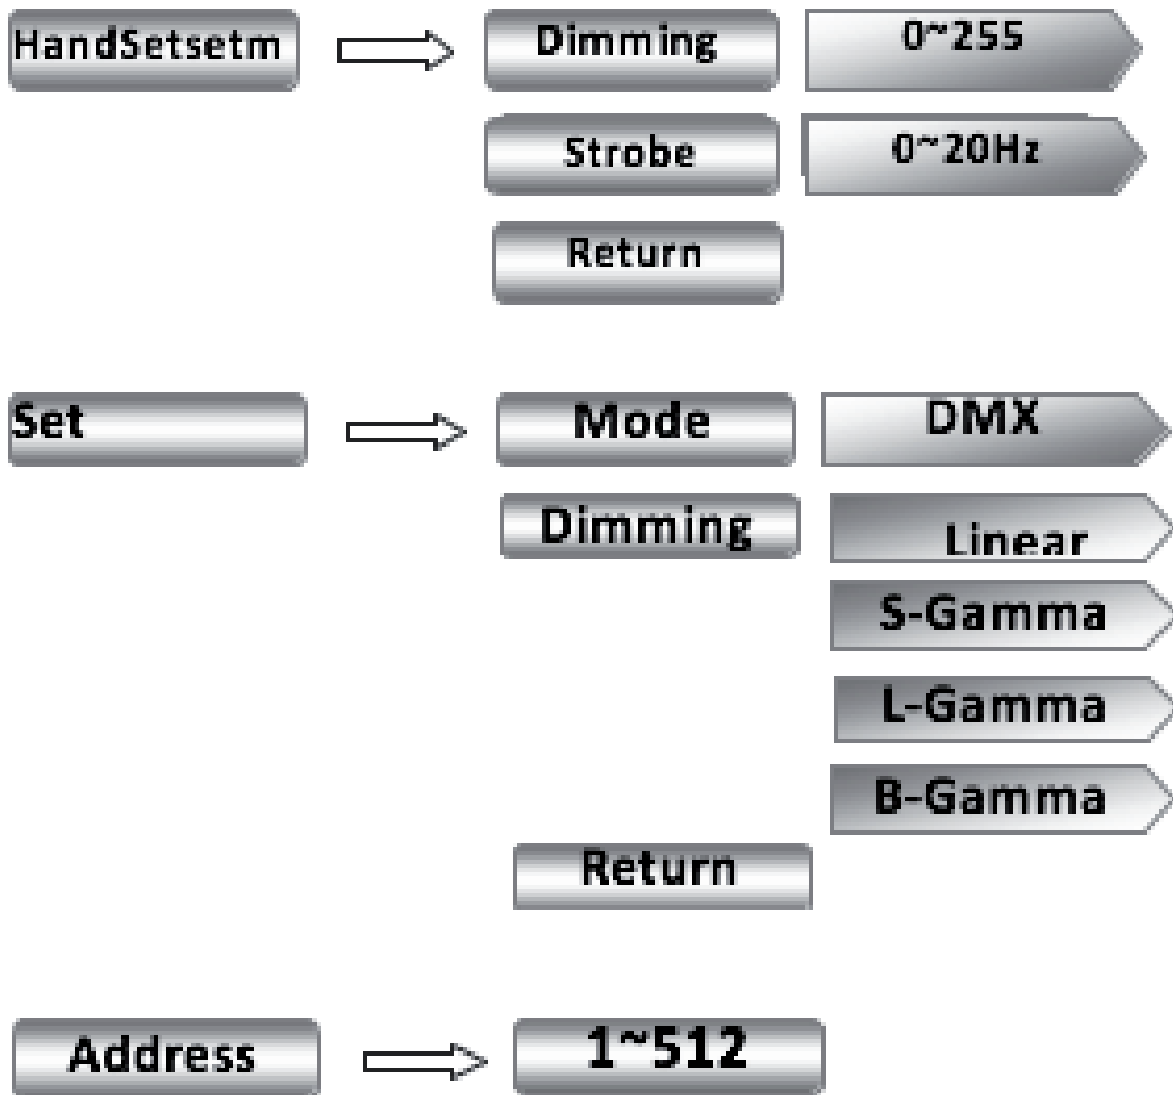 HandSetsetm
Dimming
0~255
Strobe
0~20Hz
Return
Set
Mode
DMX
Dimming
Linear
S-Gamma
L-Gamma
B-Gamma
Return
Address
1~512